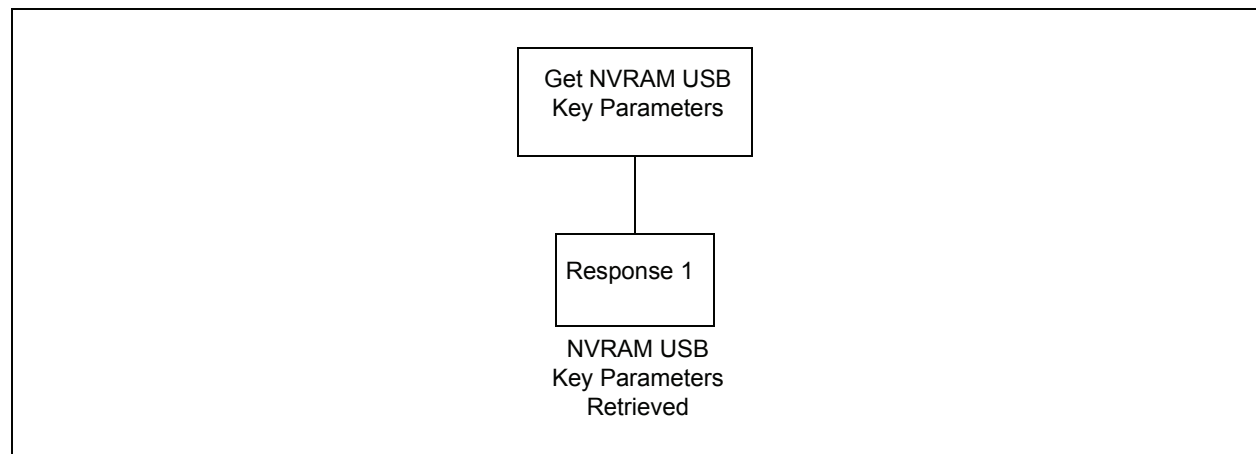 Get NVRAM USB
Key Parameters
Response 1
NVRAM USB
Key Parameters
Retrieved